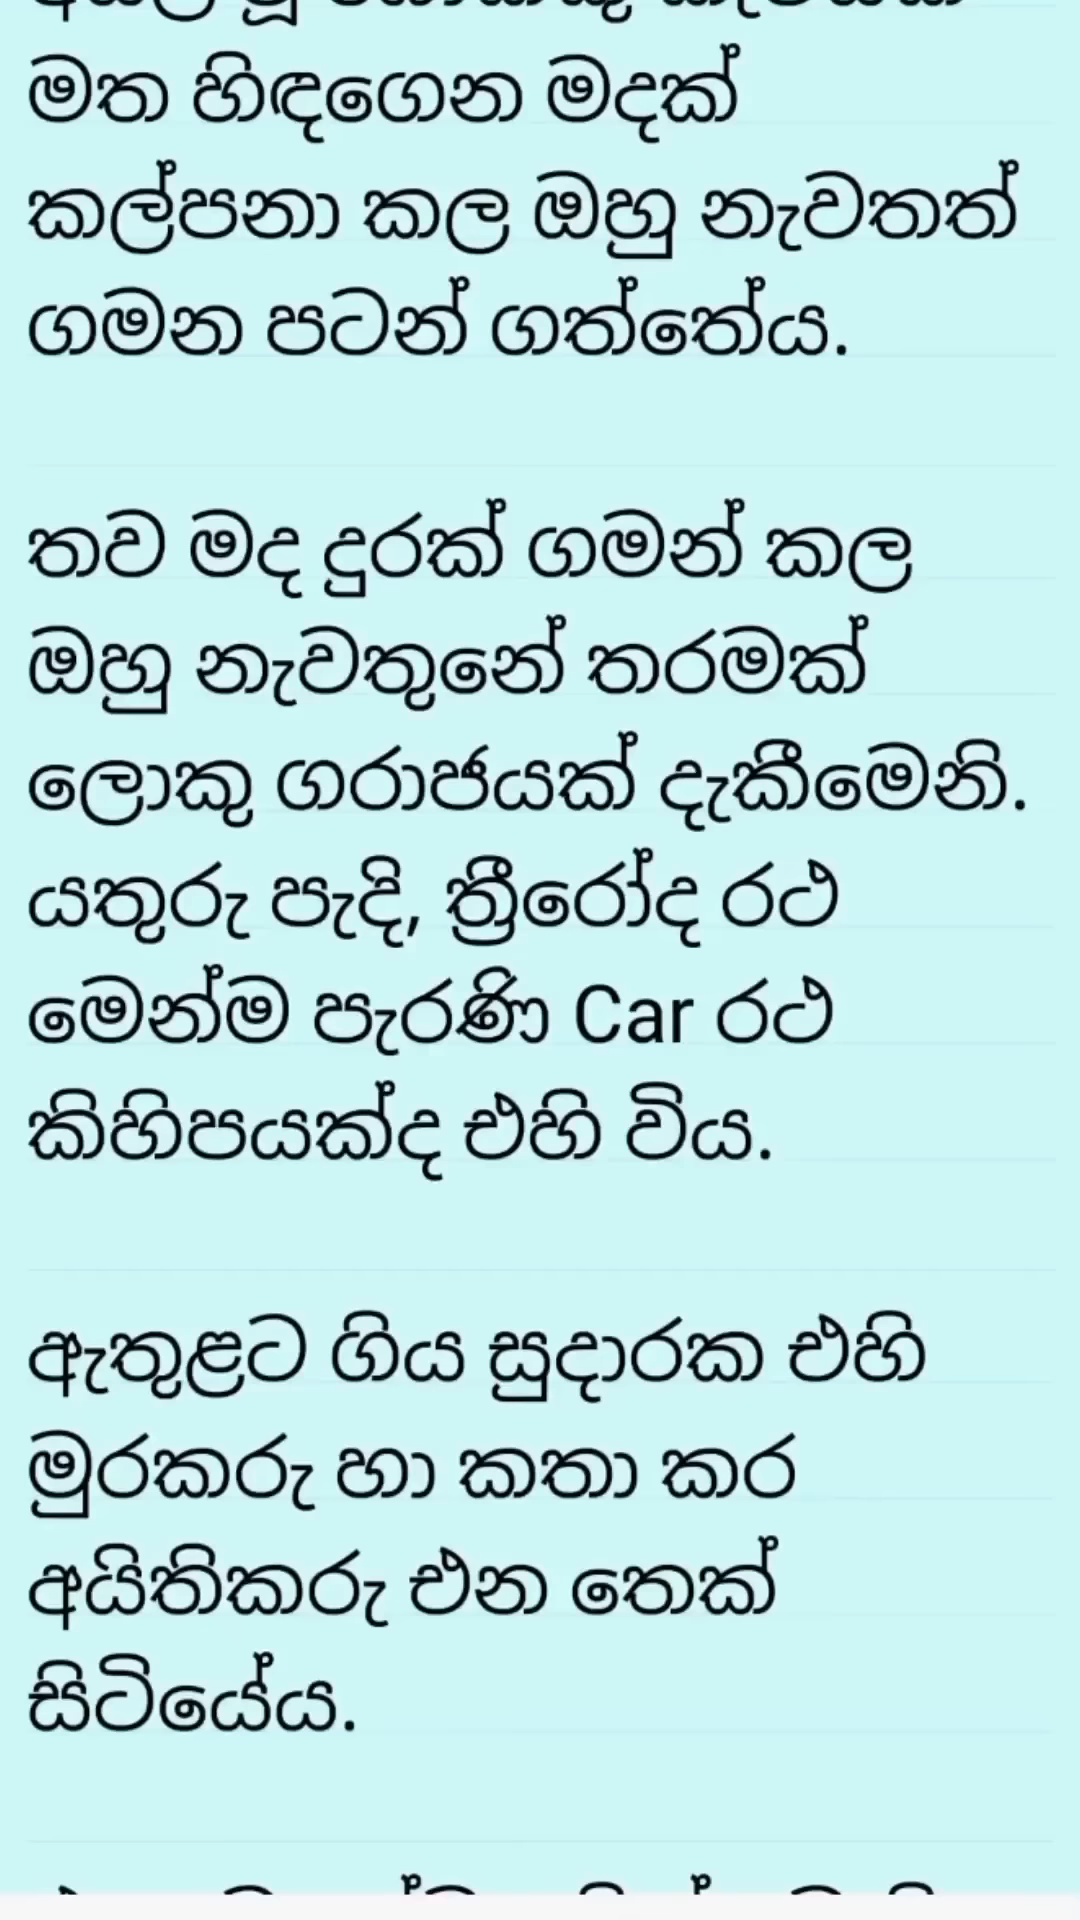 මත හිඳගෙන මදක්
කල්පනා කල ඔහු නැවතත්
ගමන පටන් ගත්තේය.
තව මද දුරක් ගමන් කල
ඔහු නැවතුනේ තරමක්
ලොකු ගරාජයක් දැකීමෙනි.
යතුරු පැදි, ත්‍රීරෝද රථ
මෙන්ම පැරණි Car රථ
කිහිපයක්ද එහි විය.
ඇතුළට ගිය සුදාරක එහි
මුරකරු හා කතා කර
අයිතිකරු එන තෙක්
සිටියේය.